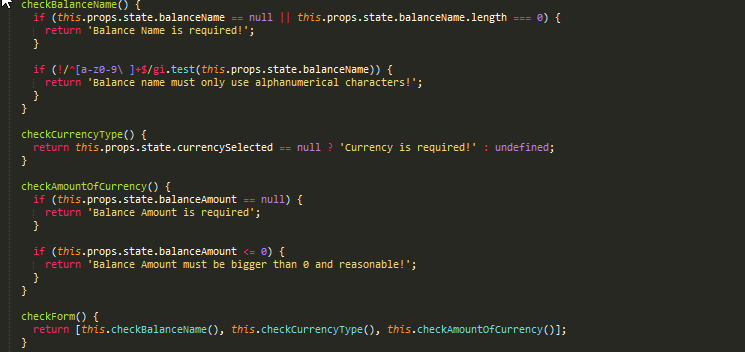 checkBalanceName() {
if (this.props.state.balanceName == null || this.props.state.balanceName.length === 0) {
return 'Balance Name is required!';
}
if (!/^[a-z0-9\ ]+$/gi.test(this.props.state.balanceName)) {
return 'Balance name must only use alphanumerical characters!';
}
}
checkCurrencyType() {
return this.props.state.currencySelected == null ? 'Currency is required!' : undefined;
}
checkAmountOfCurrency() {
if (this.props.state.balanceAmount == null) {
return 'Balance Amount is required';
}
if (this.props.state.balanceAmount <= 0) {
return 'Balance Amount must be bigger than 0 and reasonable!';
}
}
checkForm() {
return [this.checkBalanceName(), this.checkCurrencyType(), this.checkAmountOfCurrency()];
}